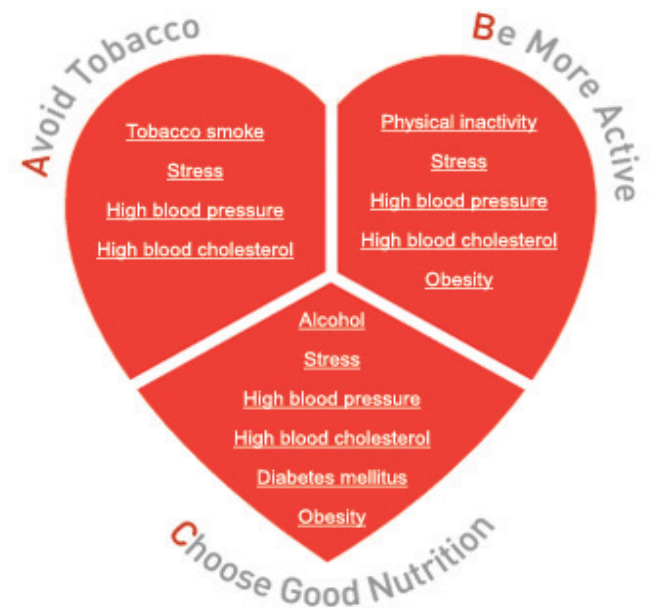 Avoid Tobacco
Tobacco smoke
Stress
High blood pressure
High blood cholesterol
Be More Active
Physical inactivity
Stress
High blood pressure
High blood cholesterol
Obesity
Alcohol
Stress
High blood pressure
High blood cholesterol
Diabetes mellitus
Obesity
Choose Good Nutrition